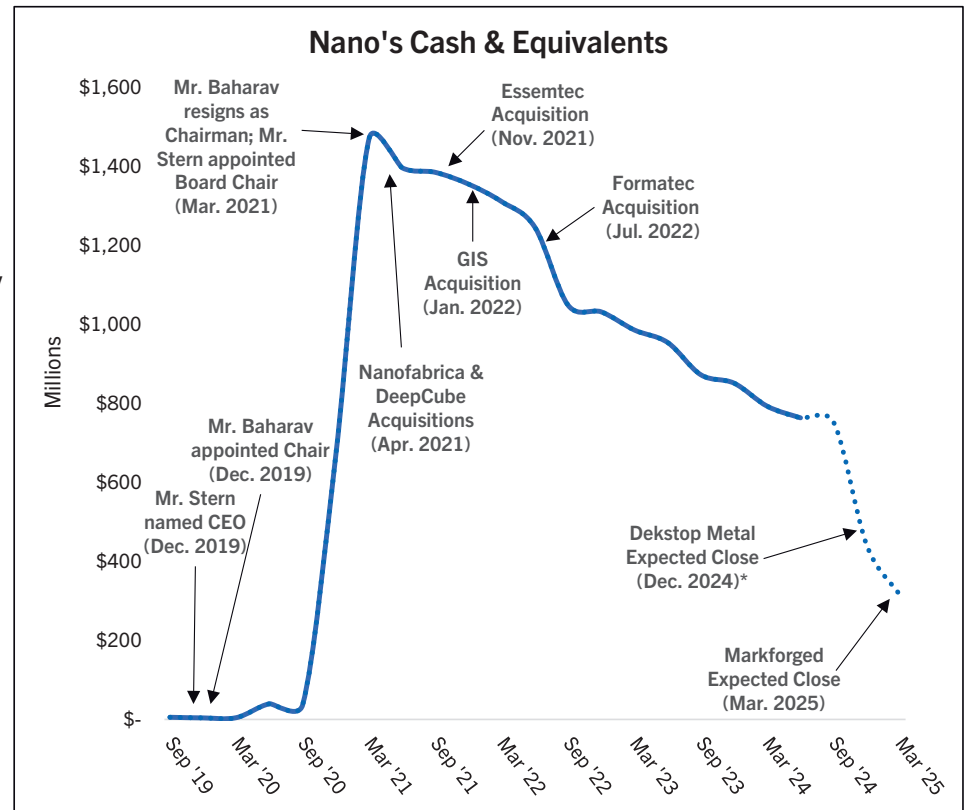 Nano's Cash & Equivalents
$1,600
$1,400
$1,200
$1,000
$800
$600
$400
$200
$-
Millions
Mr. Baharav
resigns as
Chairman; Mr.
Stern appointed
Board Chair
(Mar. 2021)
Essemtec
Acquisition
(Nov. 2021)
Formatec
Acquisition
(Jul. 2022)
GIS
Acquisition
(Jan. 2022)
Nanofabrica &
DeepCube
Acquisitions
(Apr. 2021)
Mr. Baharav
appointed Chair
(Dec. 2019)
Mr. Stern
named CEO
(Dec. 2019)
Dekstop Metal
Expected Close
(Dec. 2024)*
Markforged
Expected Close
(Mar. 2025)
Sep '19
Mar '20
Sep '20
Mar '21
Sep '21
Mar '22
Sep '22
Mar '23
Sep '23
Mar '24
Sep '24
Mar '25